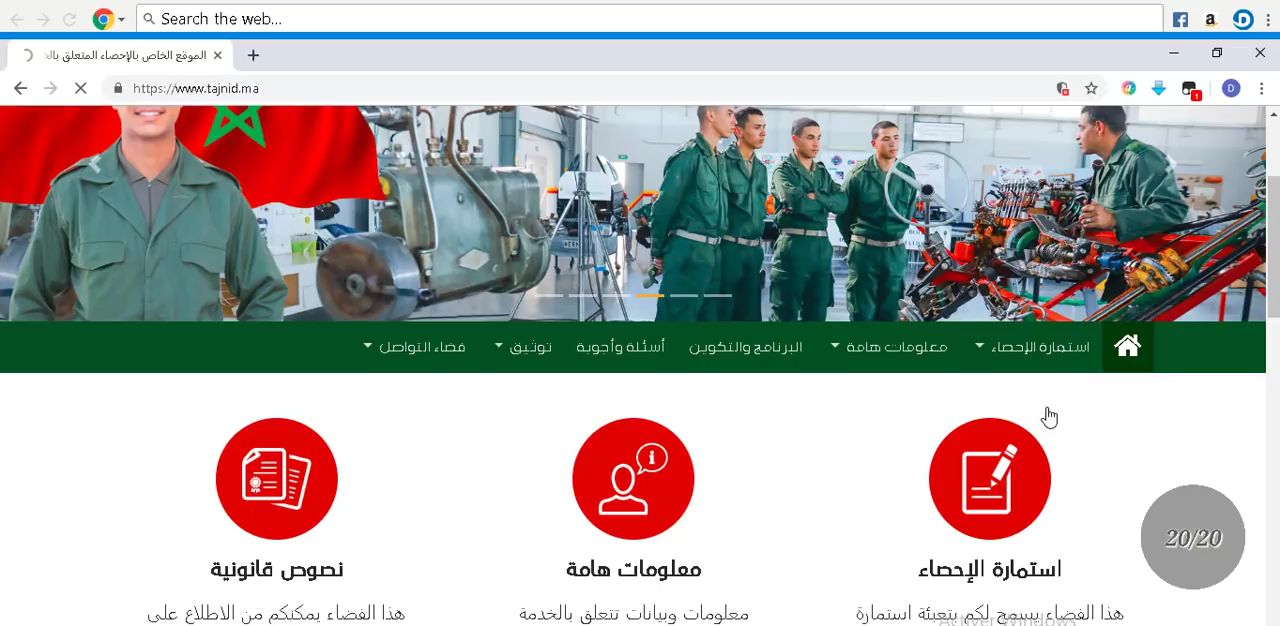 Search the web...
الموقع الخاص بالإحصاء المتعلق بال
https://www.tajnid.ma
استمارة الإحصاء
معلومات هامة
البرنامج والتكوين
أسئلة وأجوبة
توثيق
فضاء التواصل
استمارة الإحصاء
معلومات هامة
نصوص قانونية
هذا الفضاء يسمح لكم بتعبئة استمارة
معلومات وبيانات تتعلق بالخدمة
هذا الفضاء يمكنكم من الاطلاع على
20/20
Activer Windows